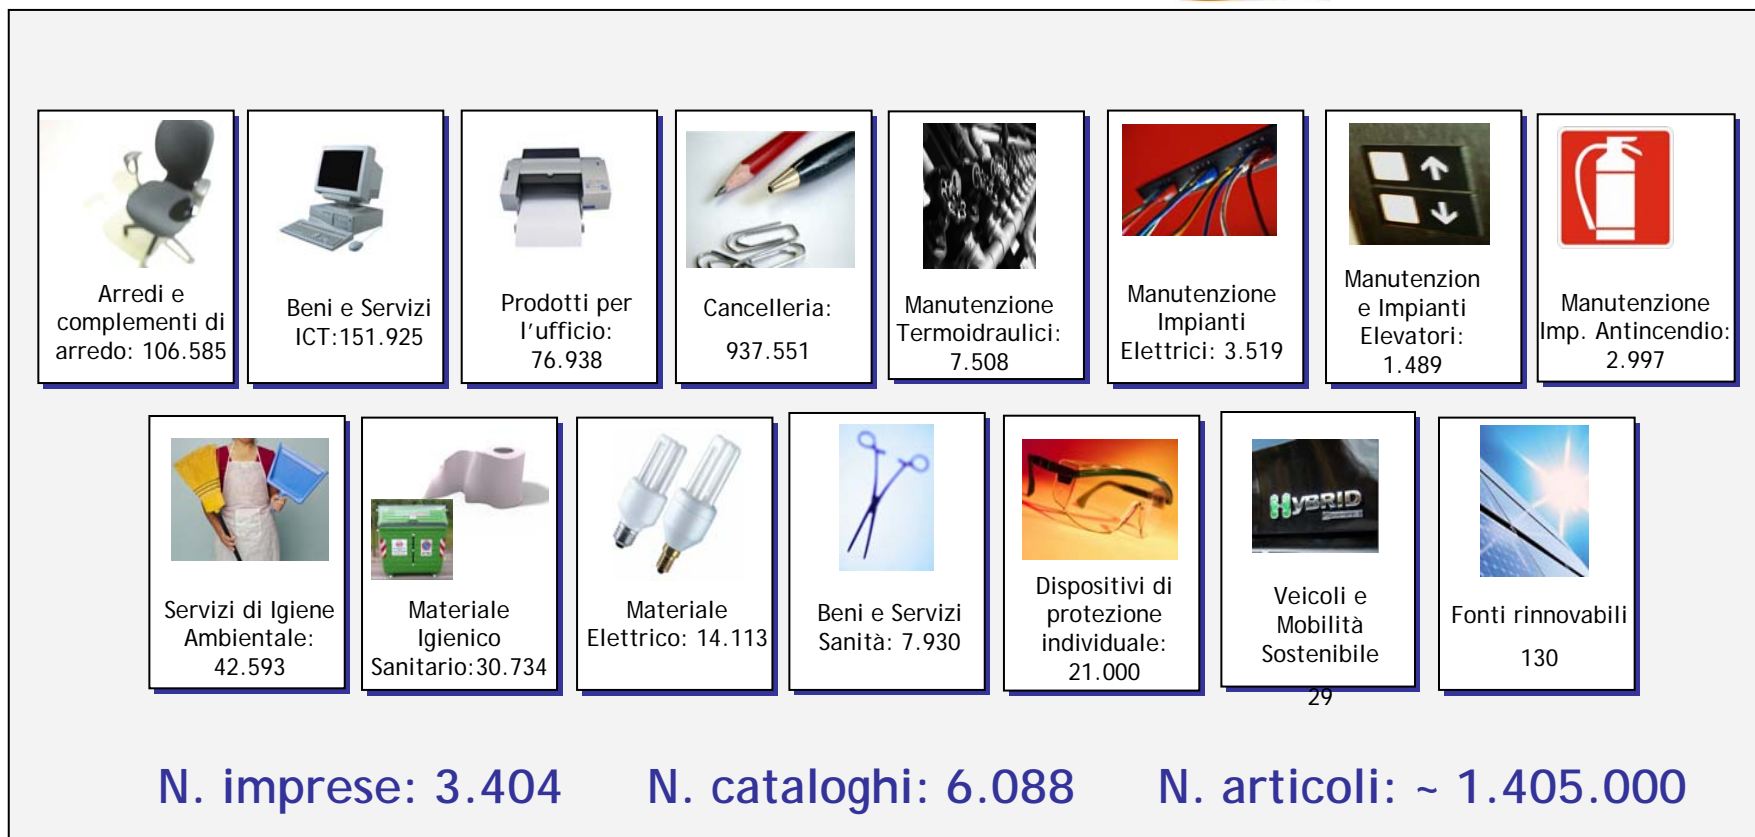 Arredi e
complementi di
arredo: 106.585
Beni e Servizi
ICT:151.925
Prodotti per
l'ufficio:
76.938
Cancelleria:
937.551
Manutenzione
Termoidraulici:
7.508
Manutenzione
Impianti
Elettrici: 3.519
Manutenzion
e Impianti
Elevatori:
1.489
Manutenzione
Imp. Antincendio:
2.997
Servizi di Igiene
Ambientale:
42.593
Materiale
Igienico
Sanitario:30.734
Materiale
Elettrico: 14.113
Beni e Servizi
Sanità: 7.930
Dispositivi di
protezione
individuale:
21.000
HYBRID
Veicoli e
Mobilità
Sostenibile
29
Fonti rinnovabili
130
N. imprese: 3.404 N. cataloghi: 6.088 N. articoli: ~ 1.405.000